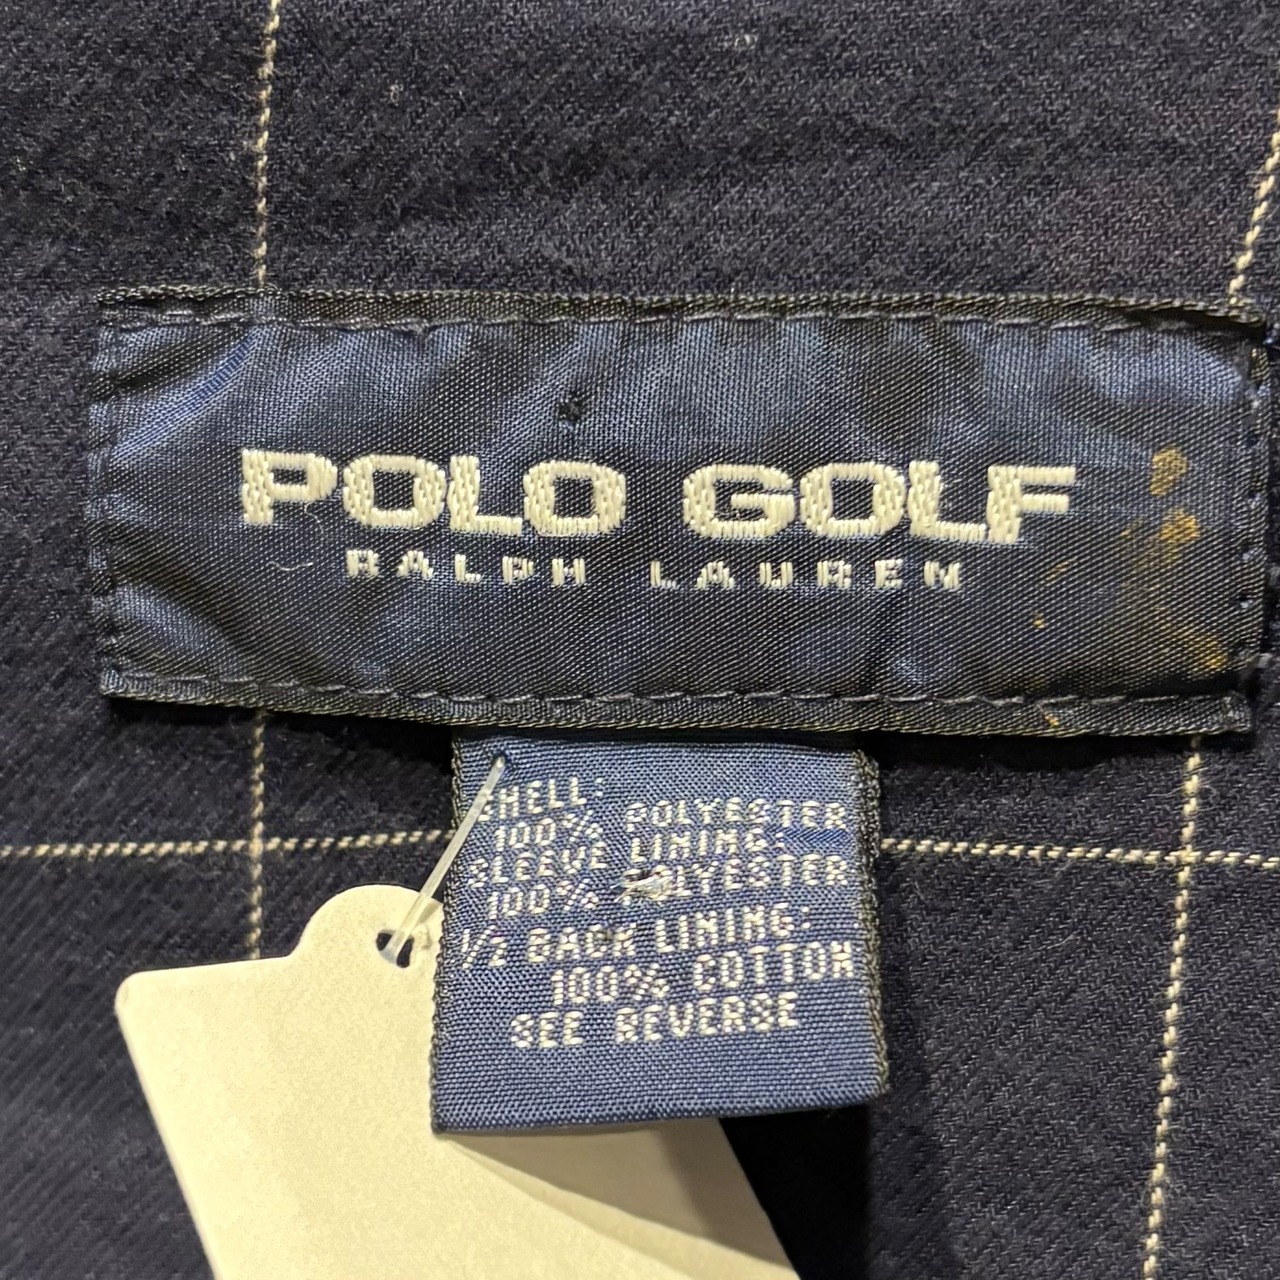 POLO GOLF
RALPH LAUREN
SHELL:
100% POLYESTER
SLEEVE LINING:
100% POLYESTER
1/2 BACK LINING:
100% COTTON
SEE REVERSE